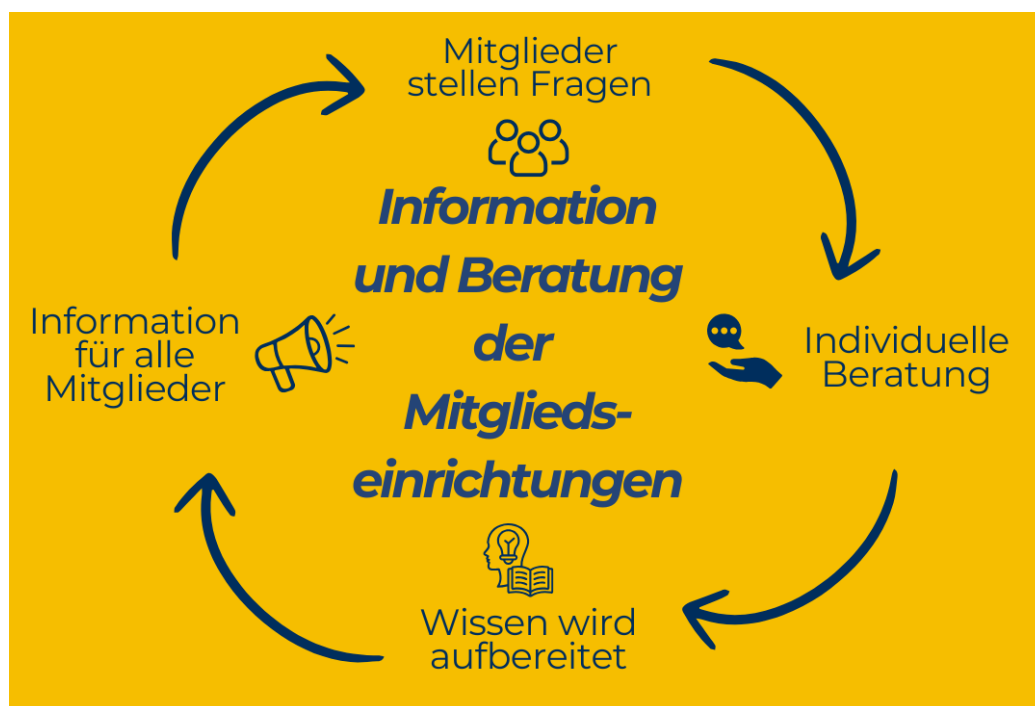 Mitglieder
stellen Fragen
Information
und Beratung
der
Mitglieds-
einrichtungen
Individuelle
Beratung
Wissen wird
aufbereitet
Information
für alle
Mitglieder